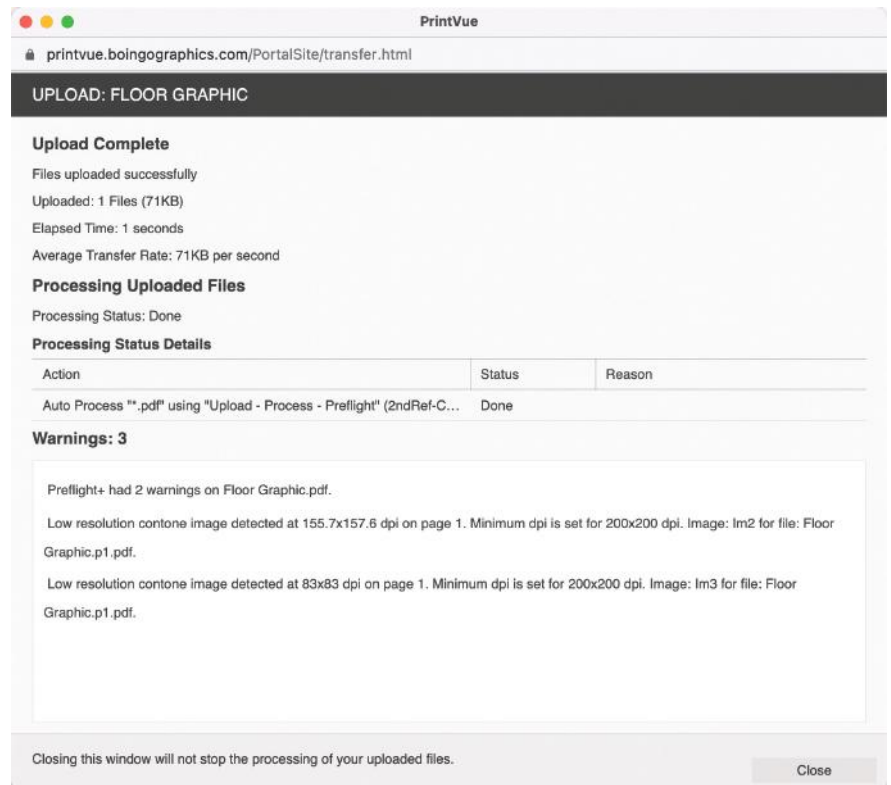 PrintVue
printvue.boingographics.com/PortalSite/transfer.html
UPLOAD: FLOOR GRAPHIC
Upload Complete
Files uploaded successfully
Uploaded: 1 Files (71KB)
Elapsed Time: 1 seconds
Average Transfer Rate: 71KB per second
Processing Uploaded Files
Processing Status: Done
Processing Status Details
Action Status Reason
Auto Process "*.pdf" using "Upload - Process - Preflight" (2ndRef-C... Done
Warnings: 3
Preflight+ had 2 warnings on Floor Graphic.pdf.
Low resolution contone image detected at 155.7x157.6 dpi on page 1. Minimum dpi is set for 200x200 dpi. Image: Im2 for file: Floor
Graphic.p1.pdf.
Low resolution contone image detected at 83x83 dpi on page 1. Minimum dpi is set for 200x200 dpi. Image: Im3 for file: Floor
Graphic.p1.pdf.
Closing this window will not stop the processing of your uploaded files.
Close